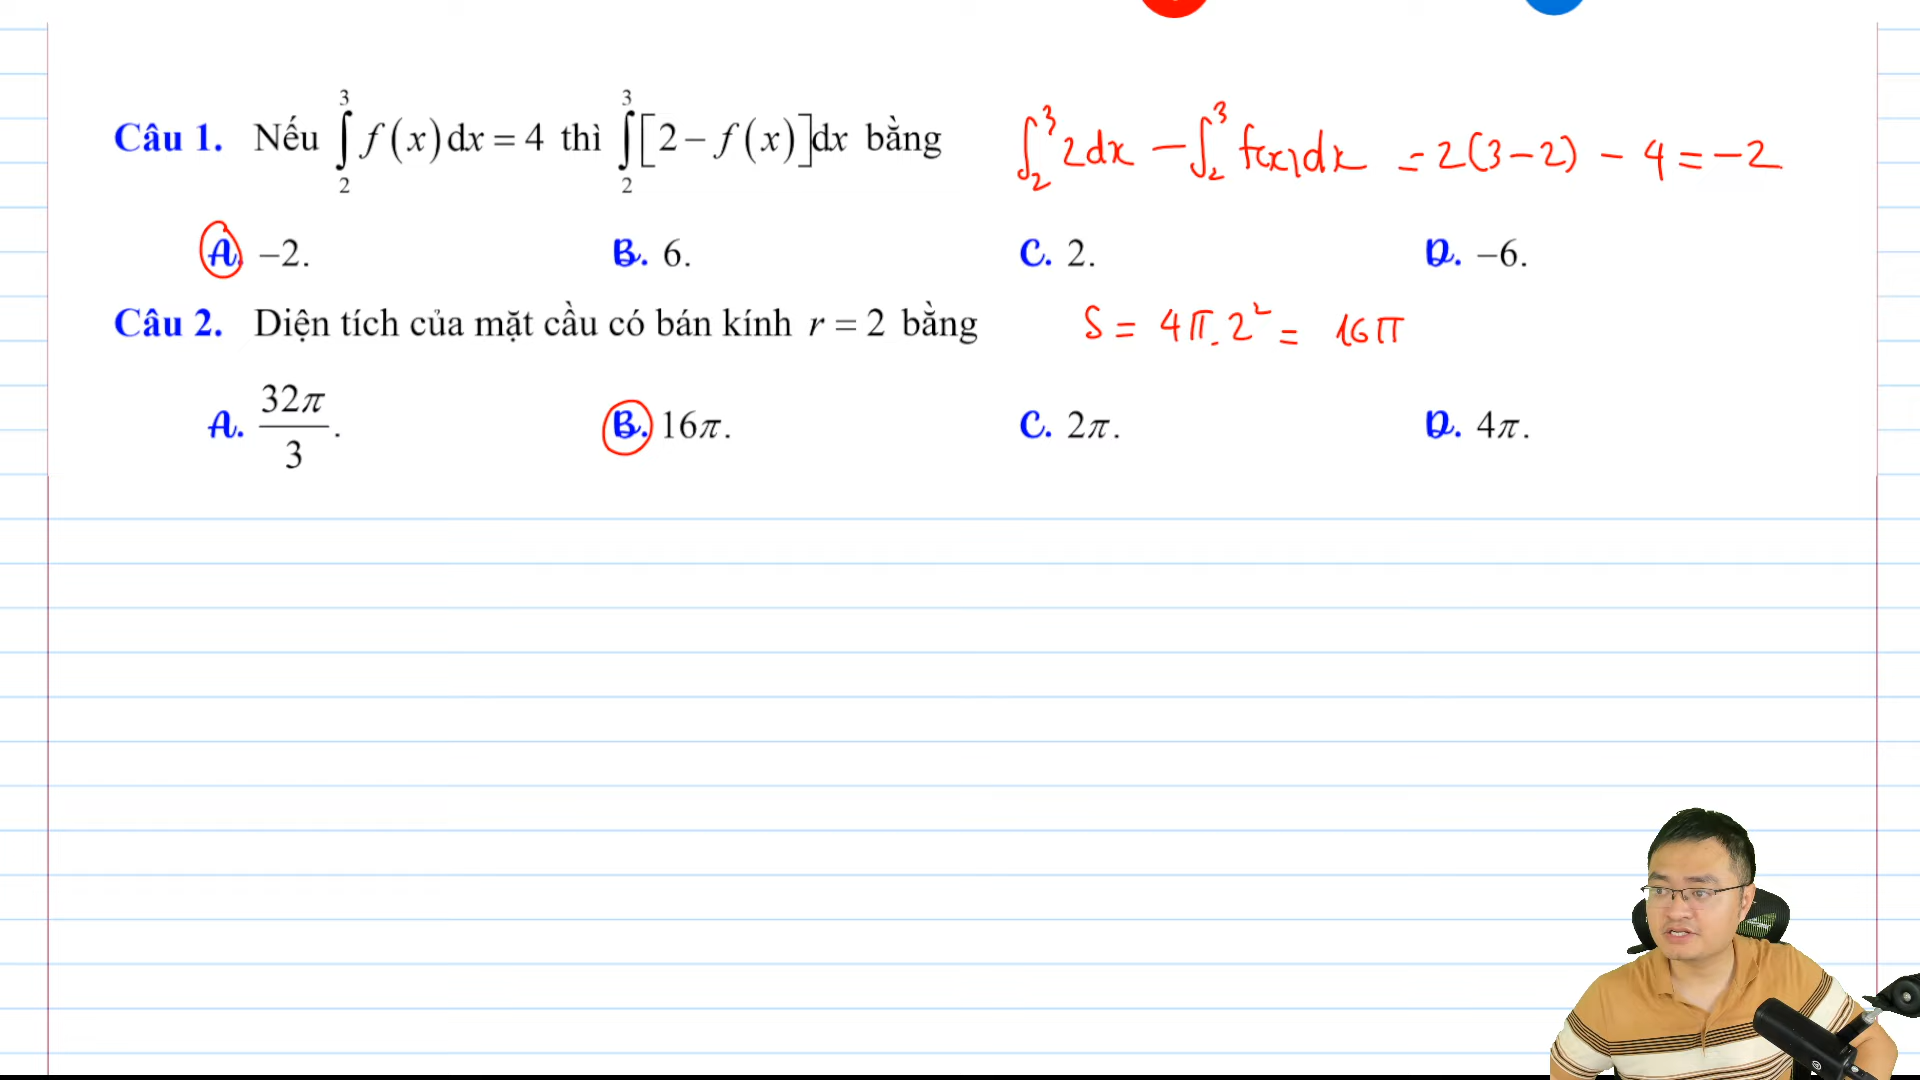 Câu 1. Nếu ∫₂³ f(x)dx = 4 thì ∫₂³ [2 − f(x)]dx bằng ∫₂³ 2dx − ∫₂³ f(x)dx = 2(3−2) − 4 = −2
A. −2. B. 6. C. 2. D. −6.
Câu 2. Diện tích của mặt cầu có bán kính r = 2 bằng S = 4π.2² = 16π
A. 32π/3. B. 16π. C. 2π. D. 4π.